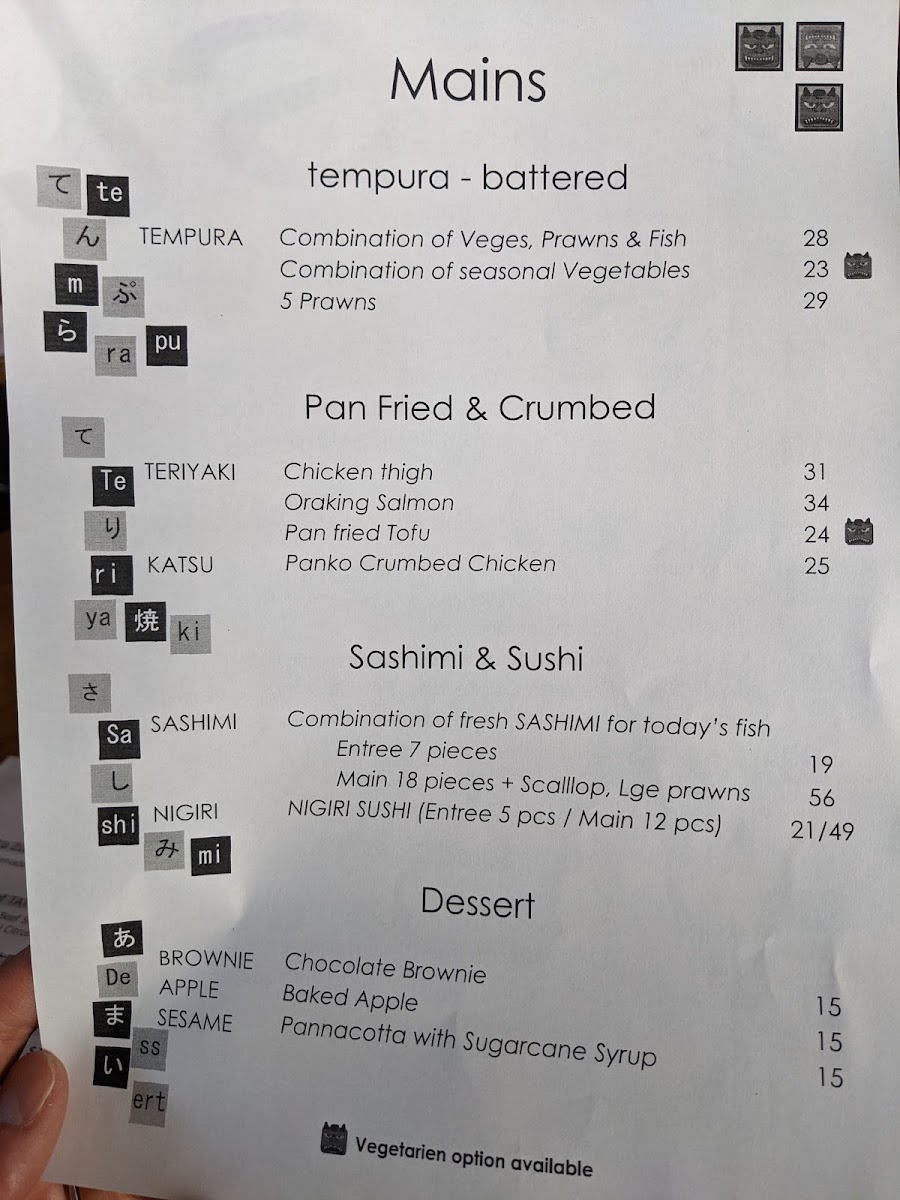 Mains
tempura - battered
て te
ん
m ぷ
ら ra pu
TEMPURA Combination of Veges, Prawns & Fish 28
Combination of seasonal Vegetables 23
5 Prawns 29
Pan Fried & Crumbed
て
Te
り
ri
ya 焼 ki
TERIYAKI Chicken thigh 31
Oraking Salmon 34
Pan fried Tofu 24
KATSU Panko Crumbed Chicken 25
Sashimi & Sushi
さ
Sa
し
shi
み mi
SASHIMI Combination of fresh SASHIMI for today's fish
Entree 7 pieces 19
Main 18 pieces + Scalllop, Lge prawns 56
NIGIRI NIGIRI SUSHI (Entree 5 pcs / Main 12 pcs) 21/49
Dessert
あ
De
ま
ss
い
ert
BROWNIE Chocolate Brownie 15
APPLE Baked Apple 15
SESAME Pannacotta with Sugarcane Syrup 15
Vegetarien option available